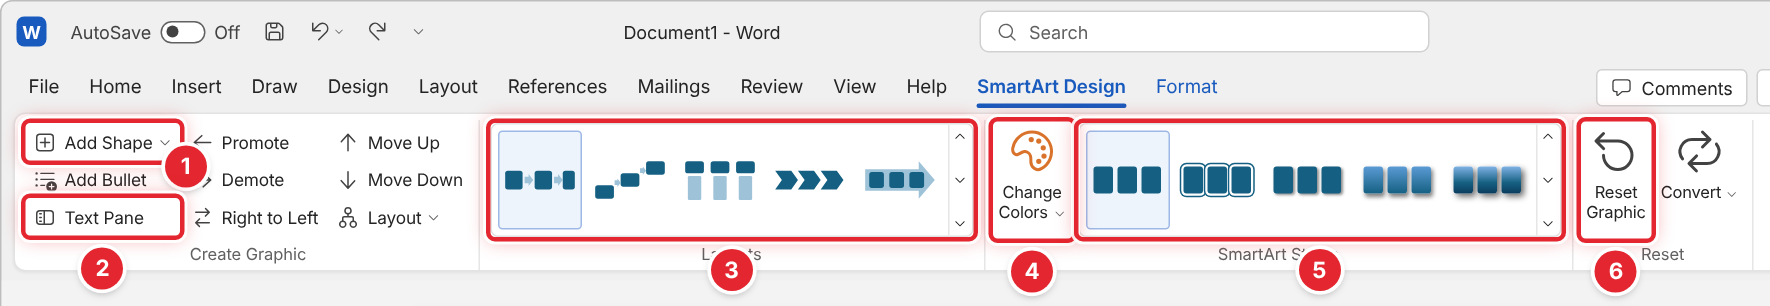 W AutoSave Off Document1 - Word Search
File Home Insert Draw Design Layout References Mailings Review View Help SmartArt Design Format Comments
Add Shape Promote Move Up
Add Bullet Demote Move Down
Text Pane Right to Left Layout
Create Graphic
Change
Colors
Reset
Graphic
Convert
Reset
1
2
3
4
5
6
SmartArt